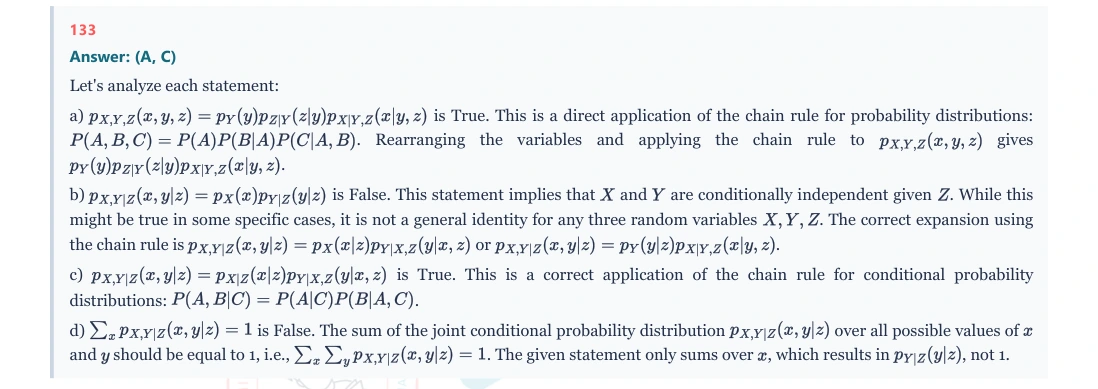 133
Answer: (A, C)
Let's analyze each statement:
a) p_{X,Y,Z}(x, y, z) = p_Y(y)p_{Z|Y}(z|y)p_{X|Y,Z}(x|y, z) is True. This is a direct application of the chain rule for probability distributions:
P(A, B, C) = P(A)P(B|A)P(C|A, B). Rearranging the variables and applying the chain rule to p_{X,Y,Z}(x, y, z) gives
p_Y(y)p_{Z|Y}(z|y)p_{X|Y,Z}(x|y, z).
b) p_{X,Y|Z}(x, y|z) = p_X(x)p_{Y|Z}(y|z) is False. This statement implies that X and Y are conditionally independent given Z. While this
might be true in some specific cases, it is not a general identity for any three random variables X, Y, Z. The correct expansion using
the chain rule is p_{X,Y|Z}(x, y|z) = p_X(x|z)p_{Y|X,Z}(y|x, z) or p_{X,Y|Z}(x, y|z) = p_Y(y|z)p_{X|Y,Z}(x|y, z).
c) p_{X,Y|Z}(x, y|z) = p_{X|Z}(x|z)p_{Y|X,Z}(y|x, z) is True. This is a correct application of the chain rule for conditional probability
distributions: P(A, B|C) = P(A|C)P(B|A, C).
d) ∑_x p_{X,Y|Z}(x, y|z) = 1 is False. The sum of the joint conditional probability distribution p_{X,Y|Z}(x, y|z) over all possible values of x
and y should be equal to 1, i.e., ∑_x ∑_y p_{X,Y|Z}(x, y|z) = 1. The given statement only sums over x, which results in p_{Y|Z}(y|z), not 1.